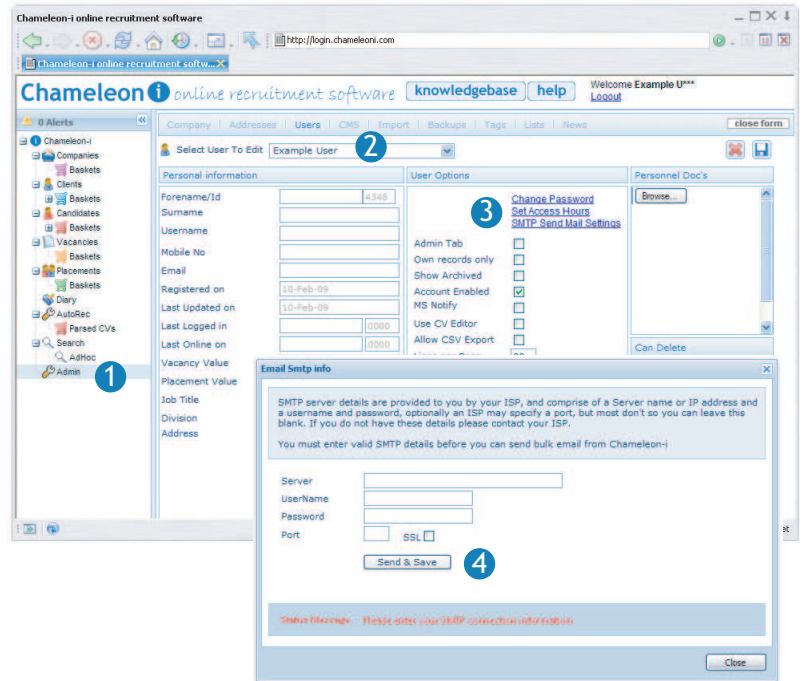 Chameleon-i online recruitment software
http://login.chameleoni.com
Chameleon-i online recruitment softw...
Chameleon i online recruitment software knowledgebase help Welcome Example U***
Logout
0 Alerts
Company Addresses Users CMS Import Backups Tags Lists News close form
Select User To Edit Example User 2
Chameleon-i
Companies
Baskets
Clients
Baskets
Candidates
Baskets
Vacancies
Baskets
Placements
Baskets
Diary
AutoRec
Parsed CVs
Search
AdHoc
Admin 1
Personal information
Forename/Id 4348
Surname
Username
Mobile No
Email
Registered on 10-Feb-09
Last Updated on 10-Feb-09
Last Logged in 0000
Last Online on 0000
Vacancy Value
Placement Value
Job Title
Division
Address
User Options
Change Password
3 Set Access Hours
SMTP Send Mail Settings
Admin Tab
Own records only
Show Archived
Account Enabled
MS Notify
Use CV Editor
Allow CSV Export
Personnel Doc's
Browse...
Can Delete
Email Smtp info
SMTP server details are provided to you by your ISP, and comprise of a Server name or IP address and
a username and password, optionally an ISP may specify a port, but most don't so you can leave this
blank. If you do not have these details please contact your ISP.
You must enter valid SMTP details before you can send bulk email from Chameleon-i
Server
UserName
Password
Port SSL
Send & Save 4
Status Message Please enter your SMTP connection information
Close